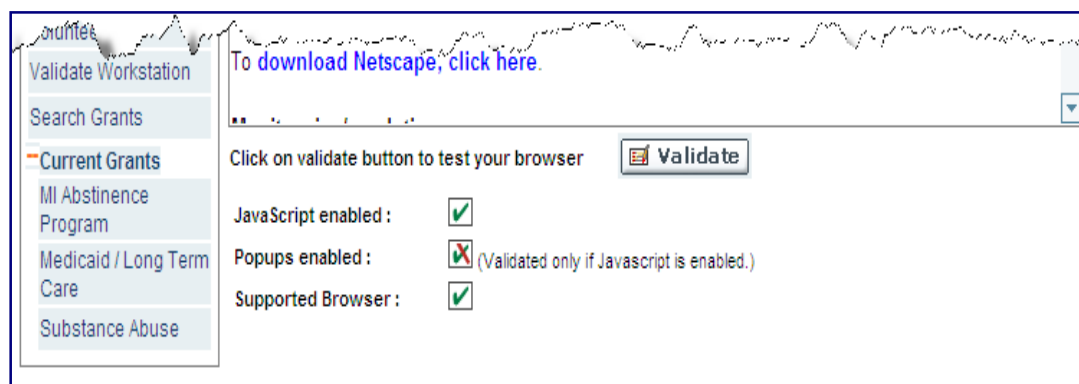 Validate Workstation
Search Grants
Current Grants
MI Abstinence
Program
Medicaid / Long Term
Care
Substance Abuse
To download Netscape, click here.
Click on validate button to test your browser
Validate
JavaScript enabled :
Popups enabled :
(Validated only if Javascript is enabled.)
Supported Browser :